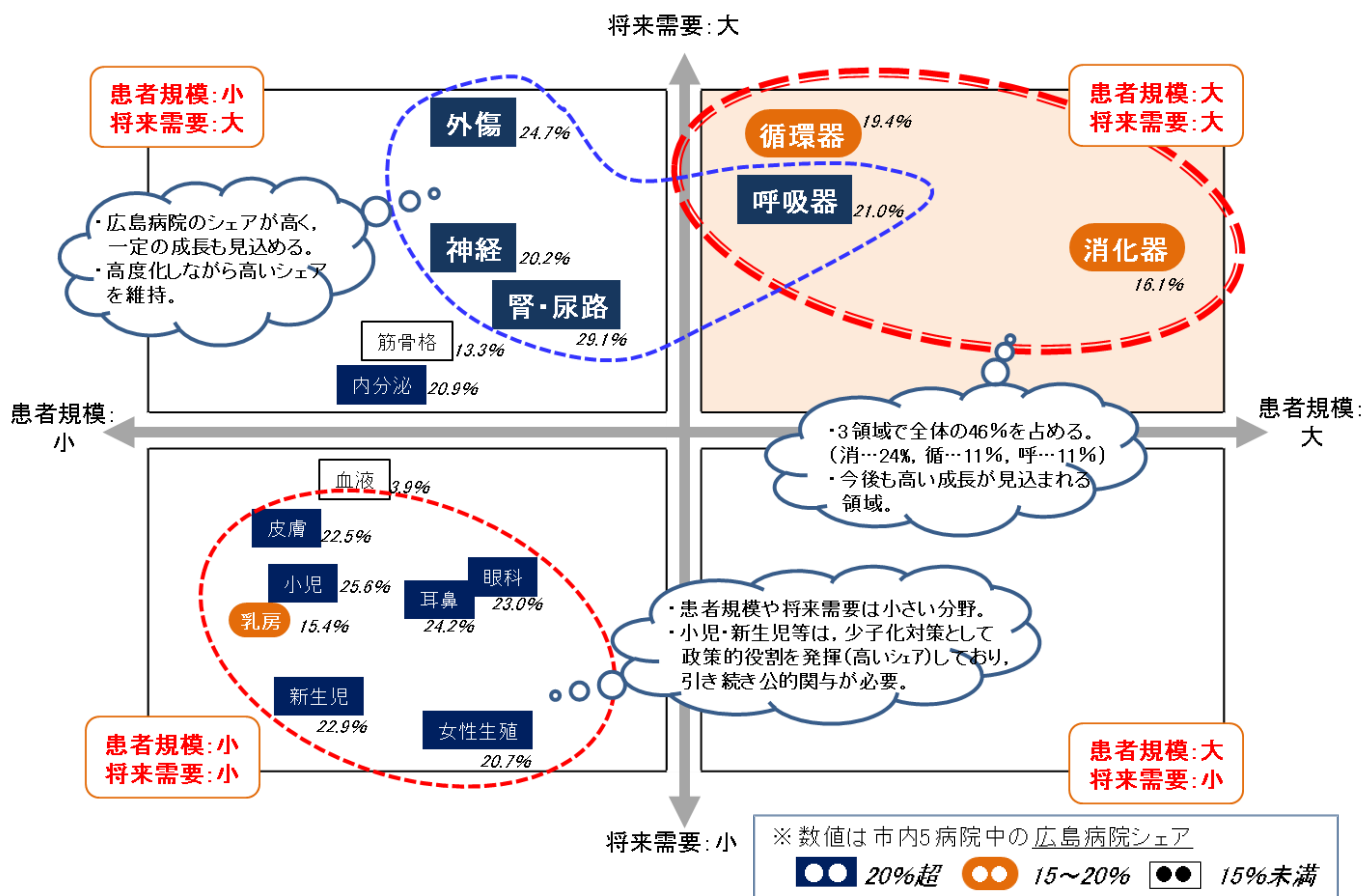 将来需要：大
患者規模：小
将来需要：大
患者規模：大
将来需要：大
外傷 24.7%
循環器 19.4%
呼吸器 21.0%
・広島病院のシェアが高く，
一定の成長も見込める。
・高度化しながら高いシェア
を維持。
神経 20.2%
消化器
16.1%
腎・尿路
29.1%
筋骨格 13.3%
内分泌 20.9%
患者規模：
小
患者規模：
大
・3領域で全体の46％を占める。
（消…24%，循…11％，呼…11％）
・今後も高い成長が見込まれる
領域。
血液 3.9%
皮膚 22.5%
小児 25.6%
眼科
23.0%
耳鼻
24.2%
乳房 15.4%
・患者規模や将来需要は小さい分野。
・小児・新生児等は，少子化対策として
政策的役割を発揮（高いシェア）しており，
引き続き公的関与が必要。
新生児
22.9%
女性生殖
20.7%
患者規模：小
将来需要：小
患者規模：大
将来需要：小
将来需要：小
※数値は市内5病院中の広島病院シェア
20%超 15～20% 15%未満